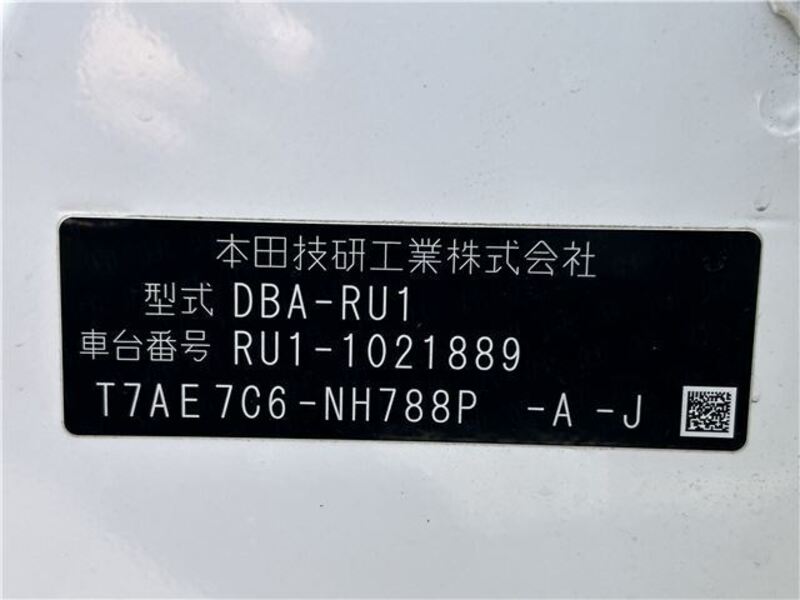 本田技研工業株式会社
型式 DBA-RU1
車台番号 RU1-1021889
T7AE7C6-NH788P -A-J